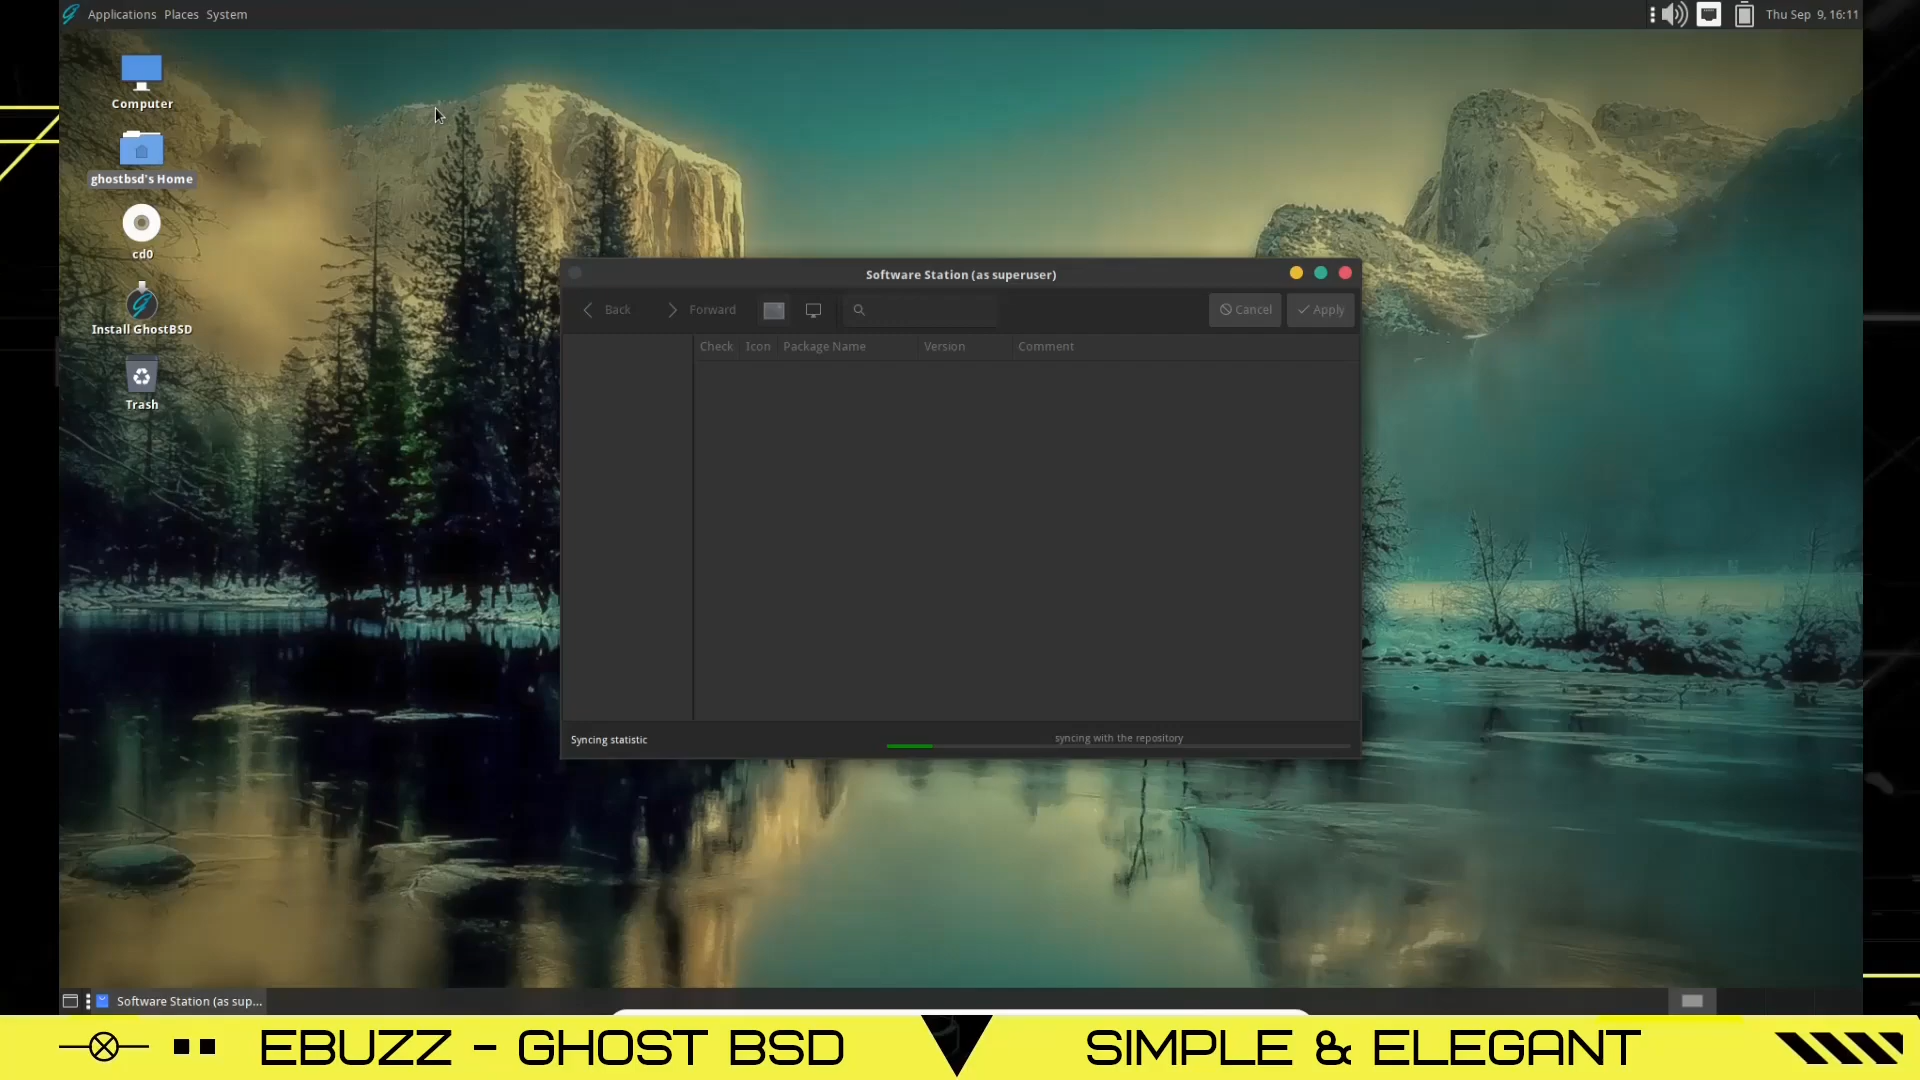 Applications Places System
Thu Sep 9, 16:11
Computer
ghostbsd's Home
cd0
Install GhostBSD
Trash
Software Station (as superuser)
Back Forward Cancel Apply
Check Icon Package Name Version Comment
Syncing statistic syncing with the repository
Software Station (as sup...
EBUZZ - GHOST BSD SIMPLE & ELEGANT